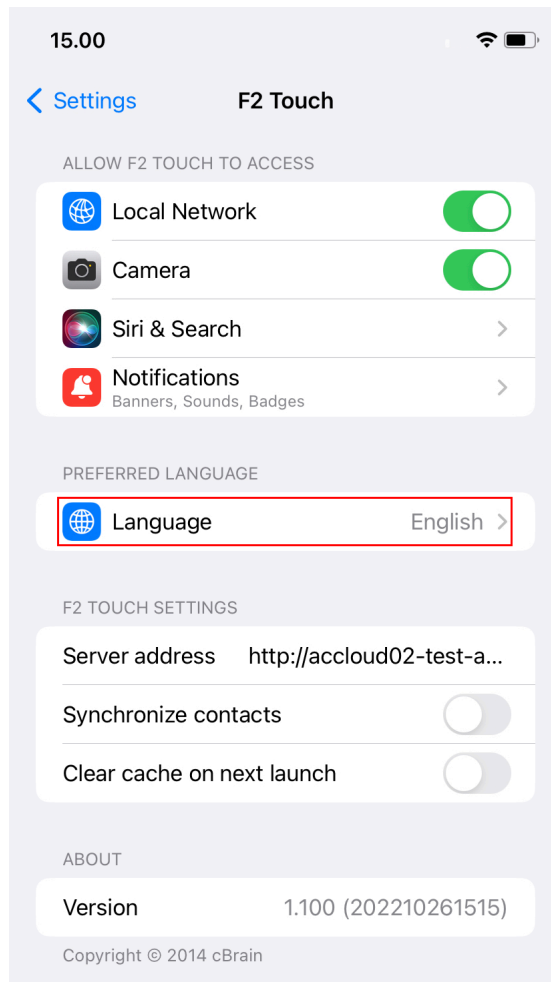 15.00
Settings
F2 Touch
ALLOW F2 TOUCH TO ACCESS
Local Network
Camera
Siri & Search
Notifications
Banners, Sounds, Badges
PREFERRED LANGUAGE
Language English
F2 TOUCH SETTINGS
Server address http://accloud02-test-a...
Synchronize contacts
Clear cache on next launch
ABOUT
Version 1.100 (202210261515)
Copyright © 2014 cBrain